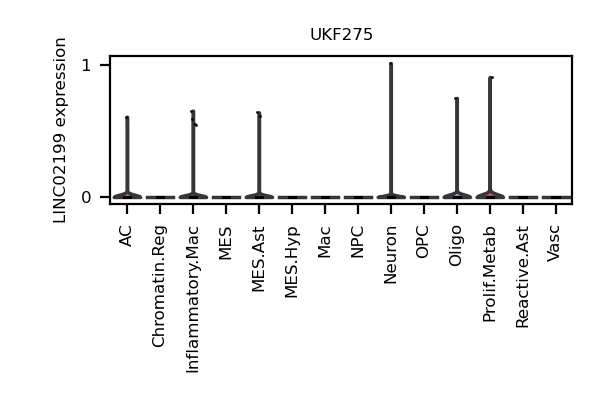 UKF275
LINC02199 expression
1
0
AC
Chromatin.Reg
Inflammatory.Mac
MES
MES.Ast
MES.Hyp
Mac
NPC
Neuron
OPC
Oligo
Prolif.Metab
Reactive.Ast
Vasc